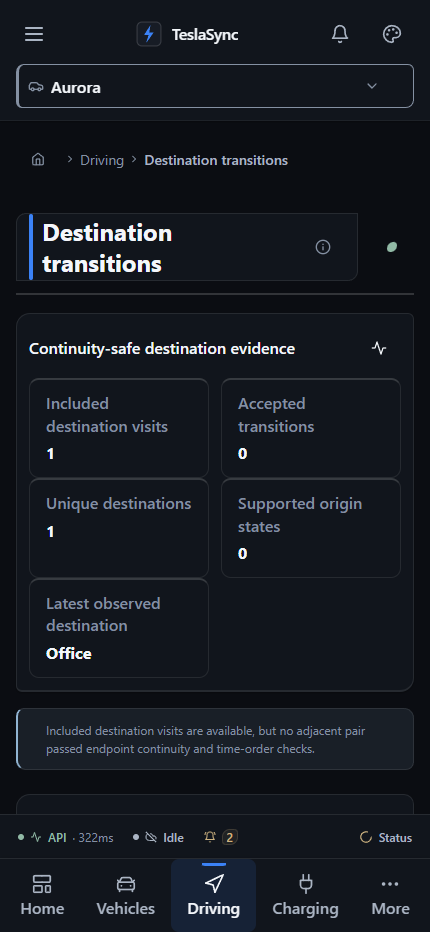 TeslaSync
Aurora
Driving
Destination transitions
Destination
transitions
Continuity-safe destination evidence
Included
destination visits
1
Accepted
transitions
0
Unique destinations
1
Supported origin
states
0
Latest observed
destination
Office
Included destination visits are available, but no adjacent pair
passed endpoint continuity and time-order checks.
API · 322ms
Idle
2
Status
Home
Vehicles
Driving
Charging
More